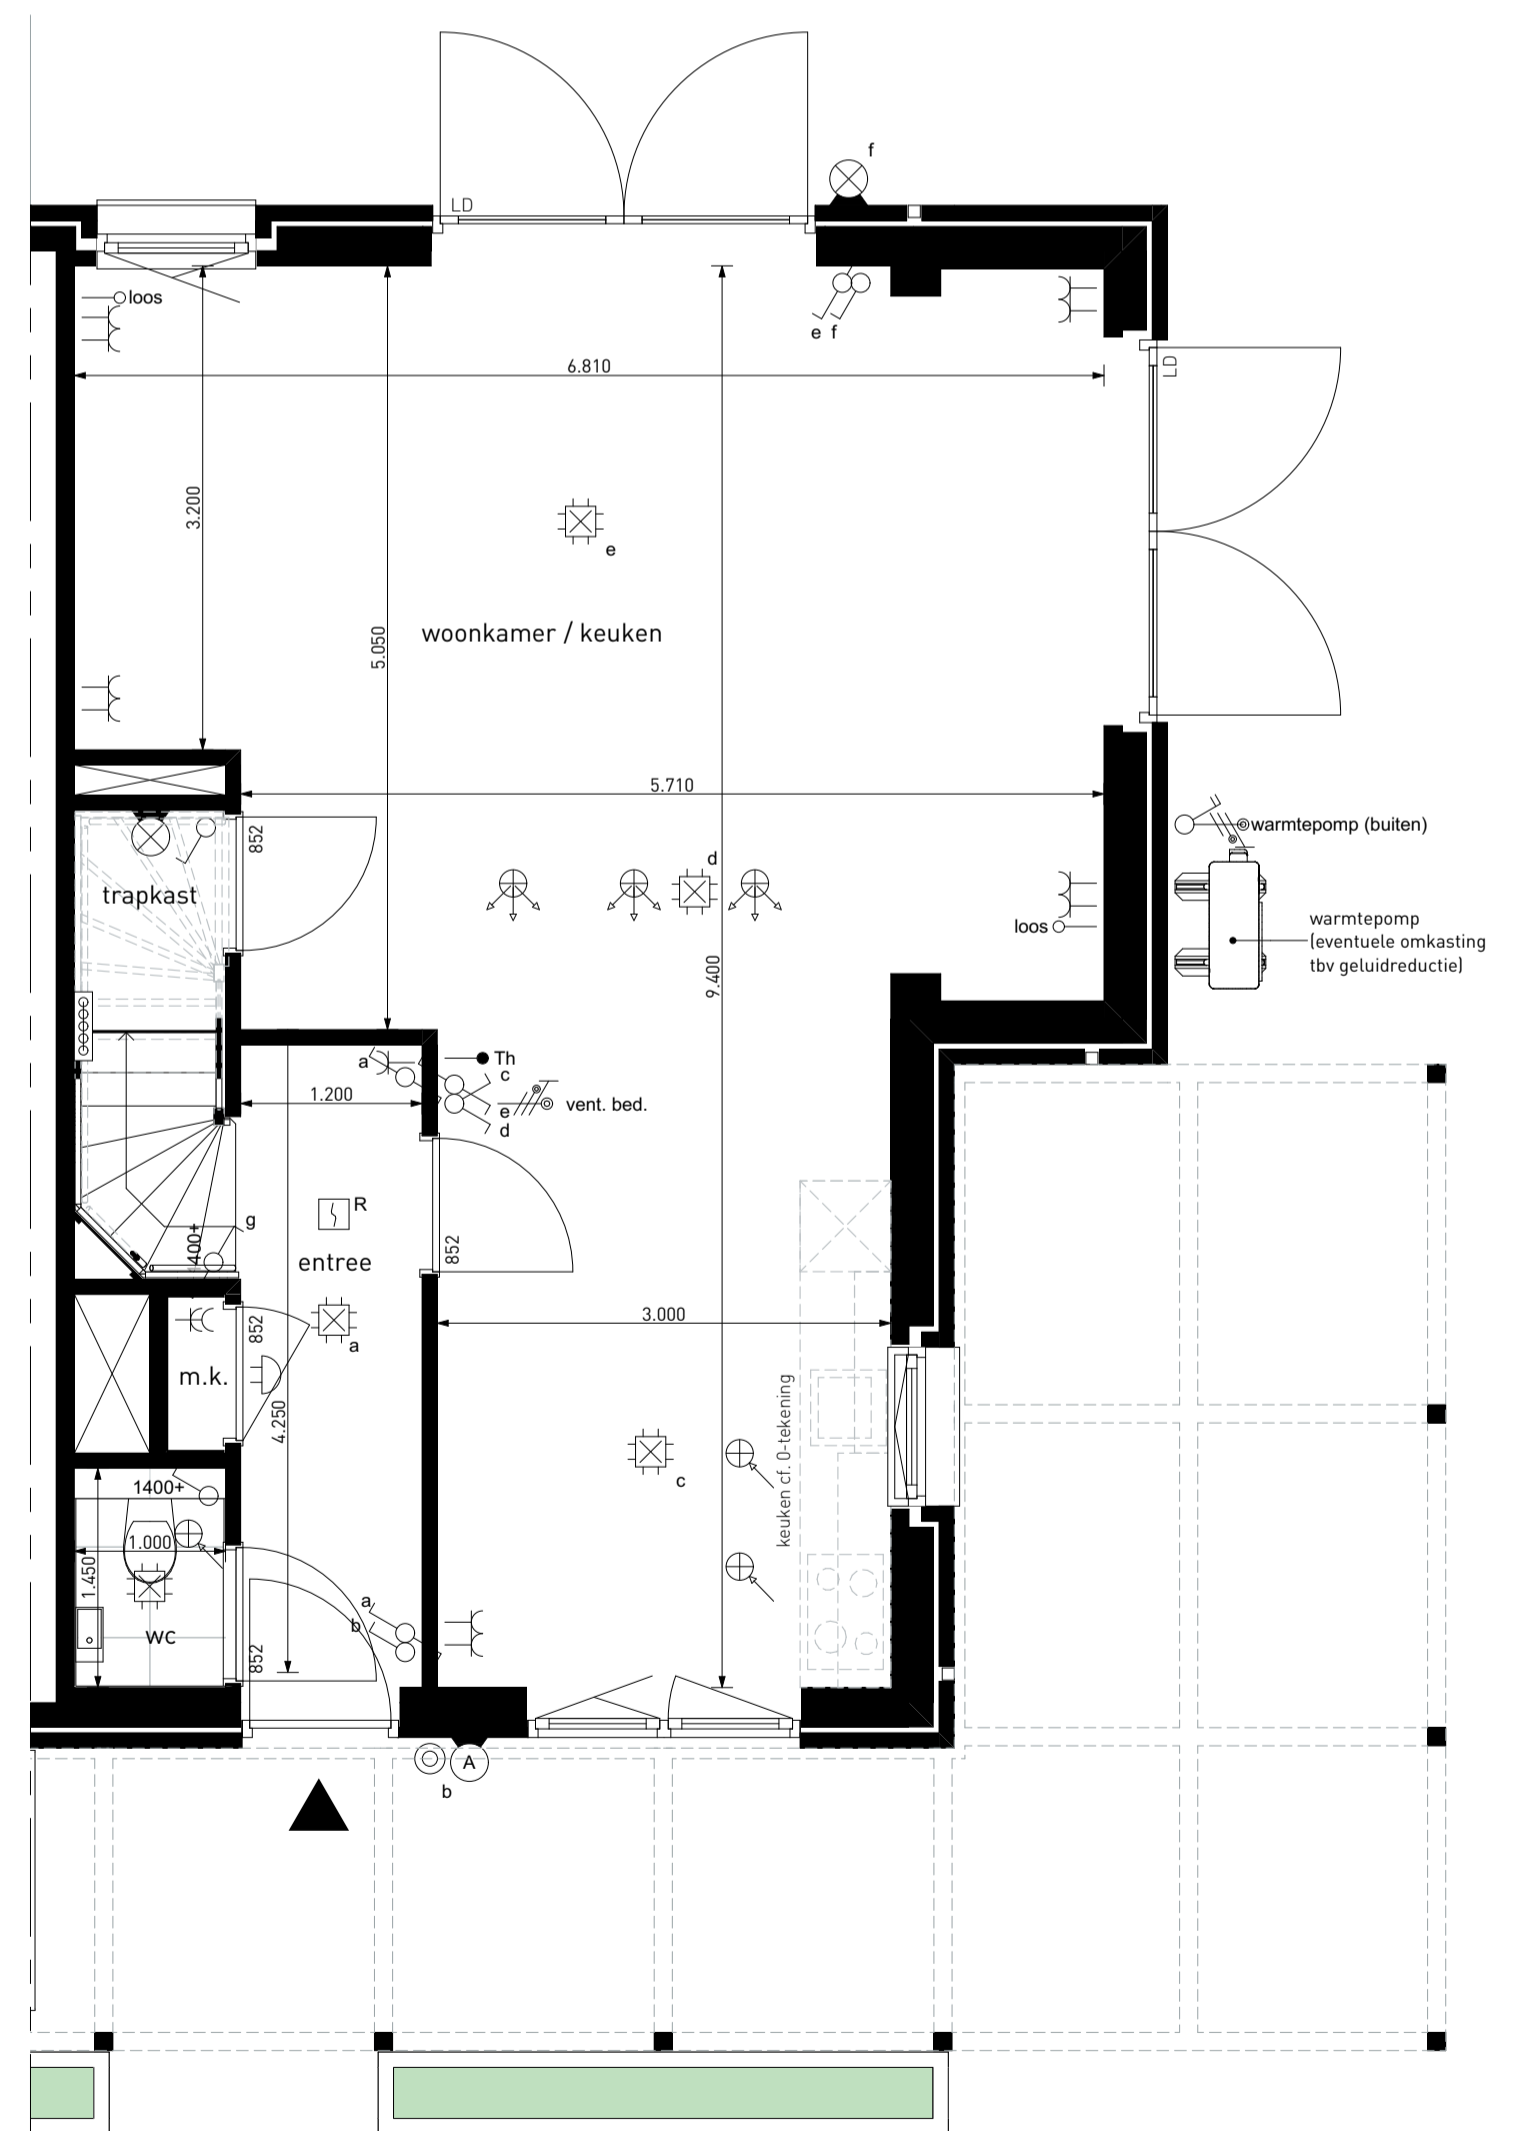 f
LD
loos
e f
LD
6.810
3.200
e
5.050
woonkamer / keuken
5.710
852
warmtepomp (buiten)
d
trapkast
loos
warmtepomp
(eventuele omkasting
tbv geluidreductie)
9.400
a
Th
c
1.200
e
vent. bed.
d
R
g
400+
entree
852
3.000
852
a
m.k.
4.250
keuken cf. 0-tekening
c
1400+
1.000
1.450
a
b
wc
852
A
b